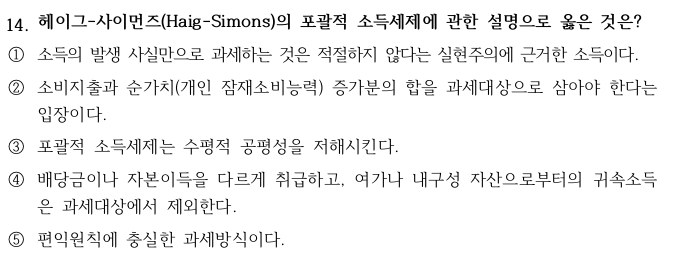 14. 헤이그-사이먼즈(Haig-Simons)의 포괄적 소득세제에 관한 설명으로 옳은 것은?
① 소득의 발생 사실만으로 과세하는 것은 적절하지 않다는 실현주의에 근거한 소득이다.
② 소비지출과 순가치(개인 잠재소비능력) 증가분의 합을 과세대상으로 삼아야 한다는
입장이다.
③ 포괄적 소득세제는 수평적 공평성을 저해시킨다.
④ 배당금이나 자본이득을 다르게 취급하고, 여가나 내구성 자산으로부터의 귀속소득
은 과세대상에서 제외한다.
⑤ 편익원칙에 충실한 과세방식이다.